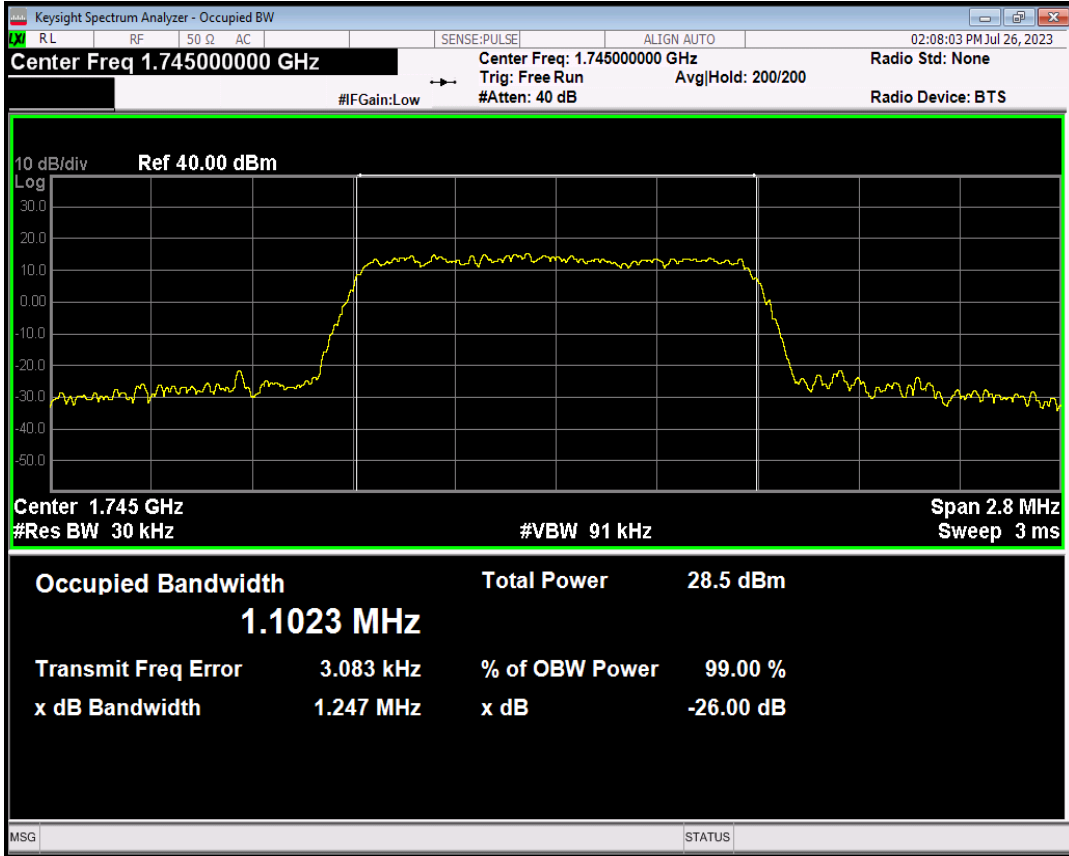 Keysight Spectrum Analyzer - Occupied BW
LXI RL RF 50 Ω AC SENSE:PULSE ALIGN AUTO 02:08:03 PM Jul 26, 2023
Center Freq 1.745000000 GHz
Center Freq: 1.745000000 GHz
Radio Std: None
Trig: Free Run Avg|Hold: 200/200
#IFGain:Low #Atten: 40 dB Radio Device: BTS
10 dB/div Ref 40.00 dBm
Log
30.0
20.0
10.0
0.00
-10.0
-20.0
-30.0
-40.0
-50.0
Center 1.745 GHz Span 2.8 MHz
#Res BW 30 kHz #VBW 91 kHz Sweep 3 ms
Occupied Bandwidth Total Power 28.5 dBm
1.1023 MHz
Transmit Freq Error 3.083 kHz % of OBW Power 99.00 %
x dB Bandwidth 1.247 MHz x dB -26.00 dB
MSG STATUS